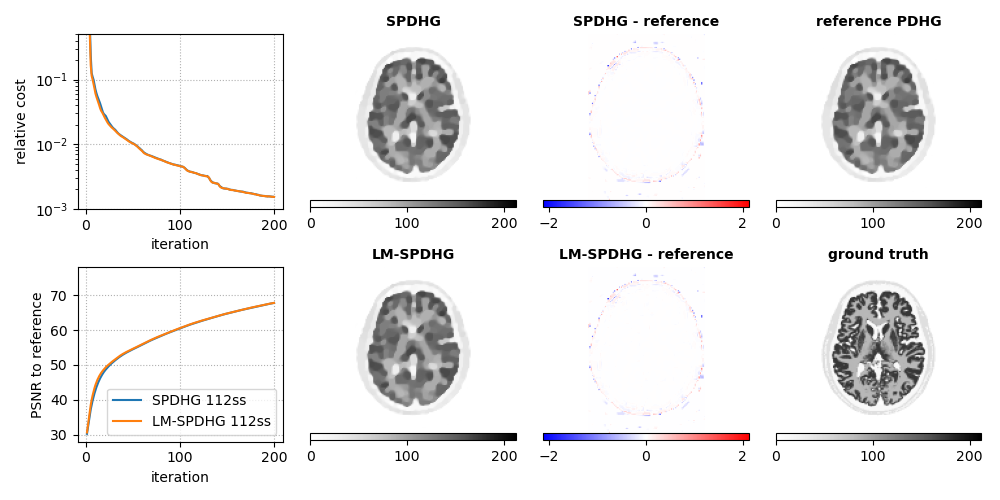 SPDHG
SPDHG - reference
reference PDHG
relative cost
10⁻¹
10⁻²
10⁻³
0
100
200
iteration
0
100
200
−2
0
2
0
100
200
LM-SPDHG
LM-SPDHG - reference
ground truth
PSNR to reference
70
60
50
40
30
SPDHG 112ss
LM-SPDHG 112ss
0
100
200
iteration
0
100
200
−2
0
2
0
100
200